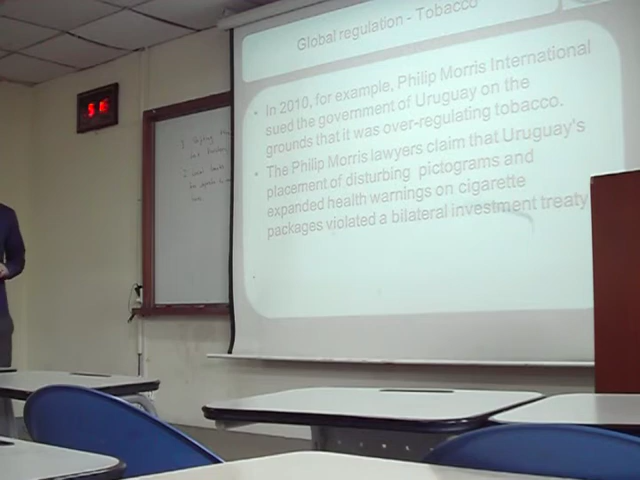 Global regulation - Tobacco
In 2010, for example, Philip Morris International
sued the government of Uruguay on the
grounds that it was over-regulating tobacco.
The Philip Morris lawyers claim that Uruguay's
placement of disturbing pictograms and
expanded health warnings on cigarette
packages violated a bilateral investment treaty